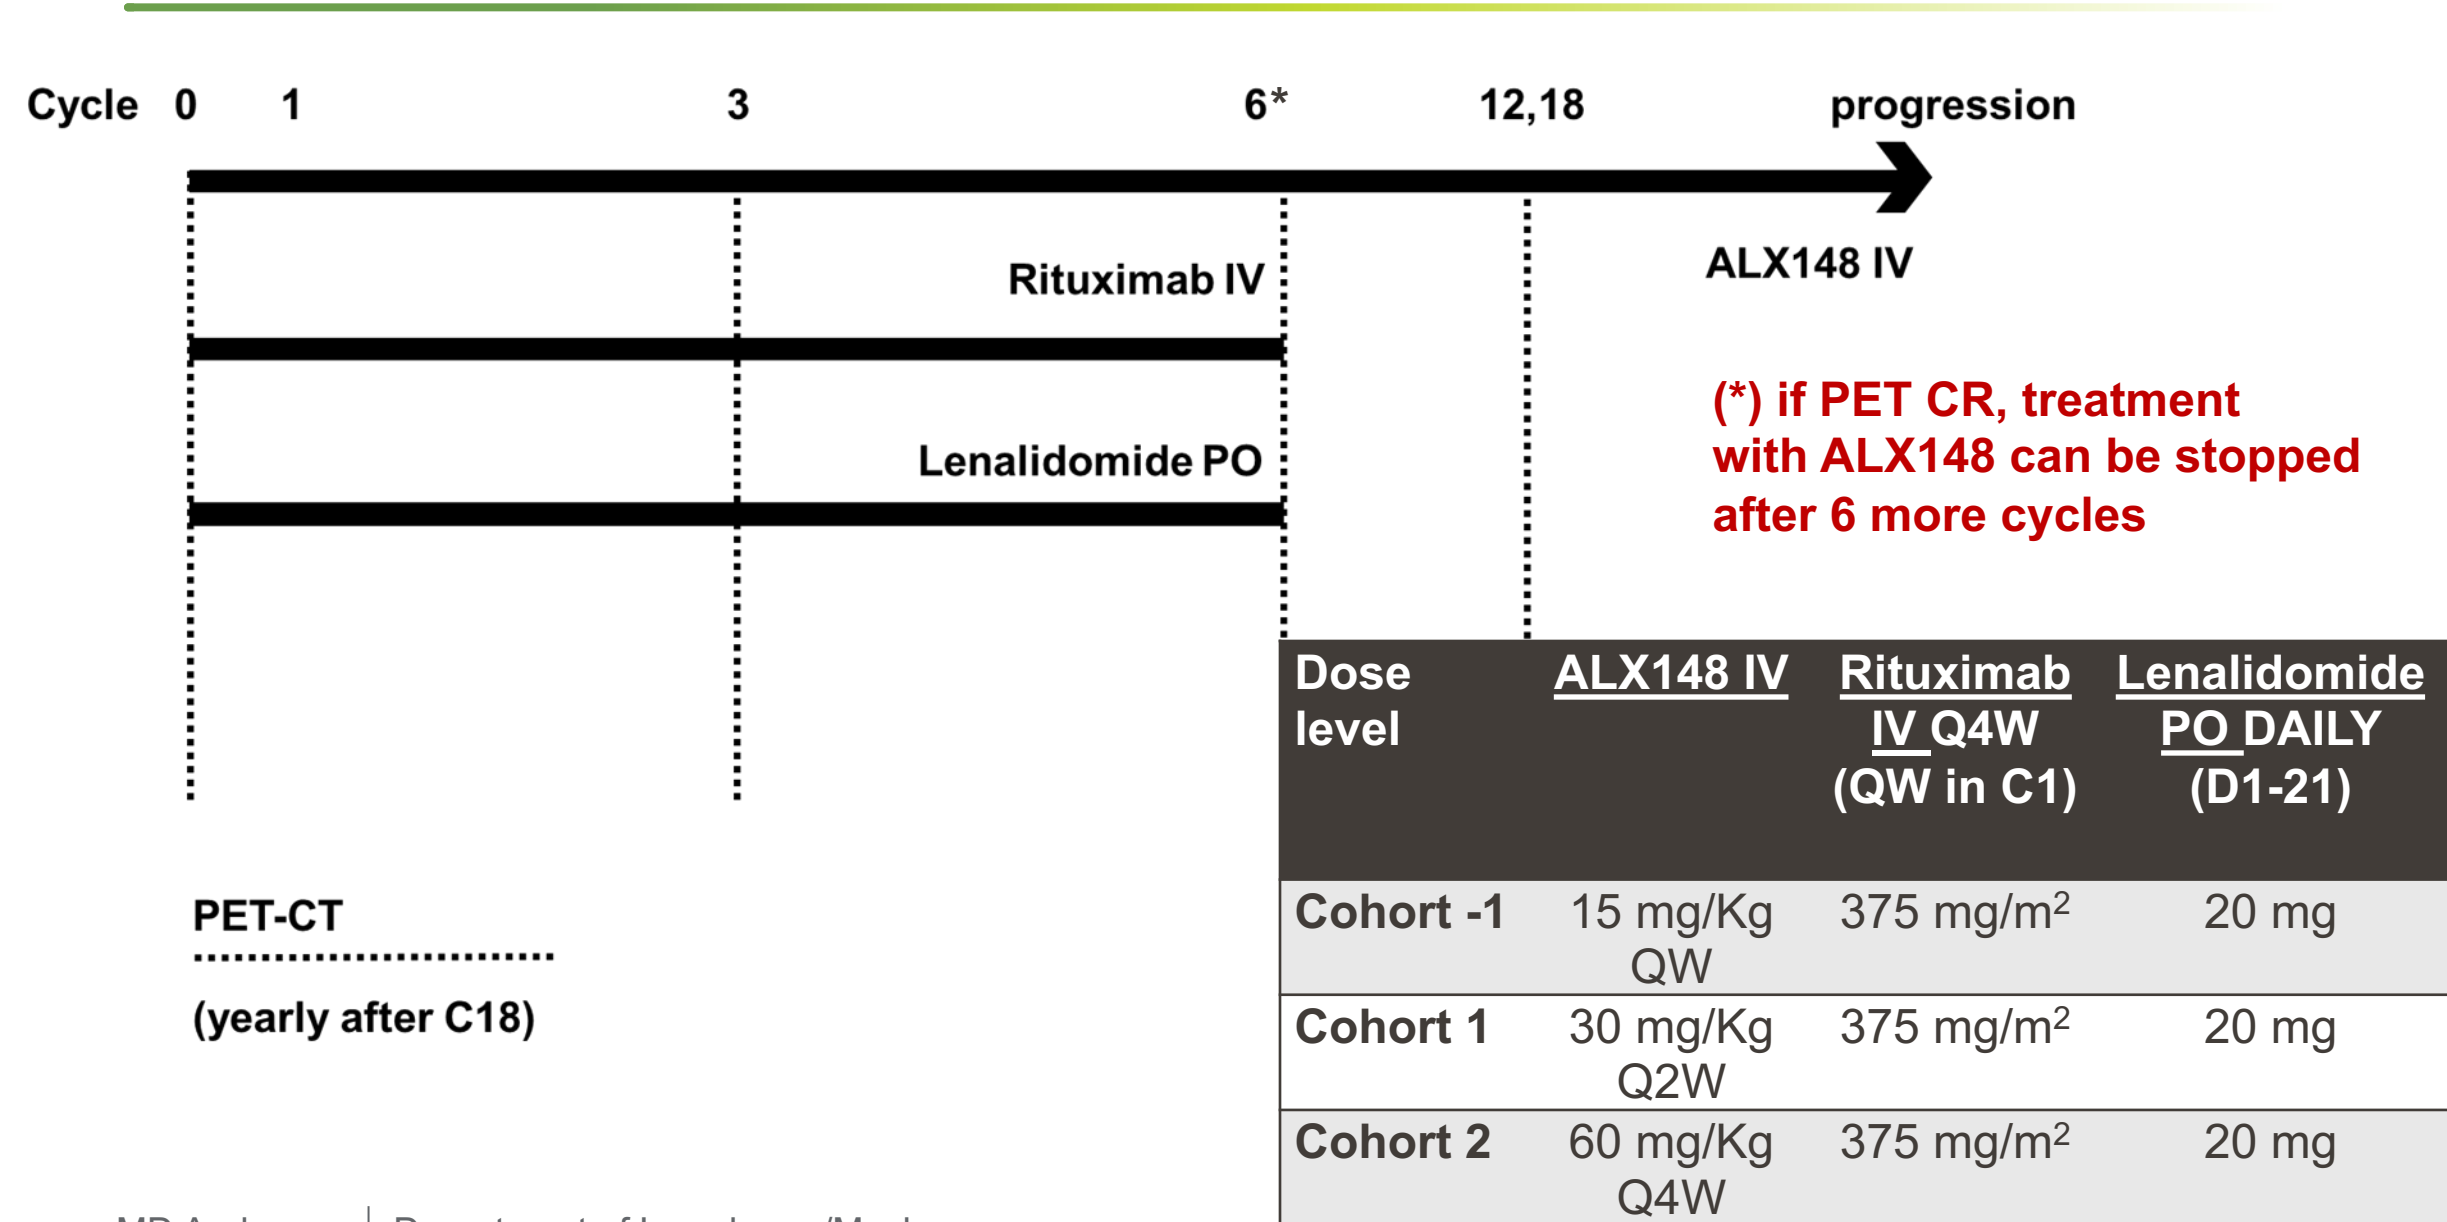 Cycle 0 1 3 6* 12,18 progression
Rituximab IV
ALX148 IV
Lenalidomide PO
(*) if PET CR, treatment
with ALX148 can be stopped
after 6 more cycles
PET-CT
(yearly after C18)
Dose level ALX148 IV Rituximab IV Q4W (QW in C1) Lenalidomide PO DAILY (D1-21)
Cohort -1 15 mg/Kg QW 375 mg/m² 20 mg
Cohort 1 30 mg/Kg Q2W 375 mg/m² 20 mg
Cohort 2 60 mg/Kg Q4W 375 mg/m² 20 mg